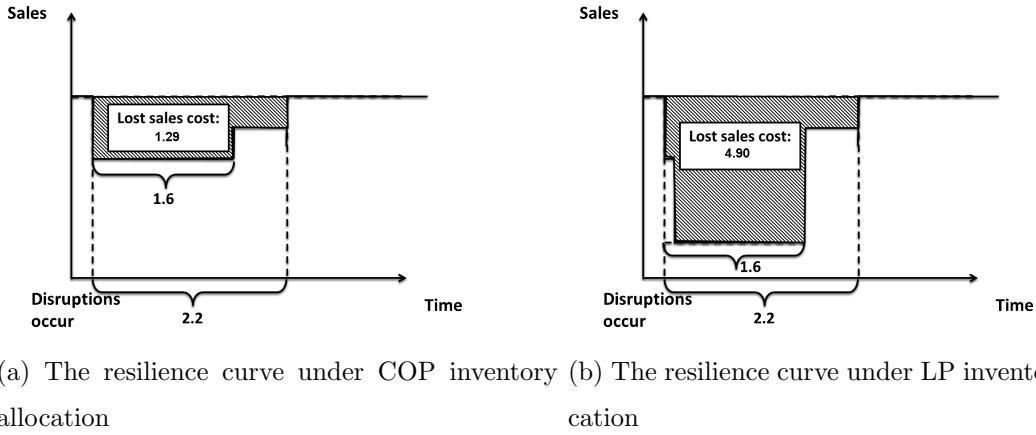 Sales
Lost sales cost:
1.29
1.6
Disruptions
occur
2.2
Time
(a) The resilience curve under COP inventory
allocation
Sales
Lost sales cost:
4.90
1.6
Disruptions
occur
2.2
Time
(b) The resilience curve under LP invento
cation